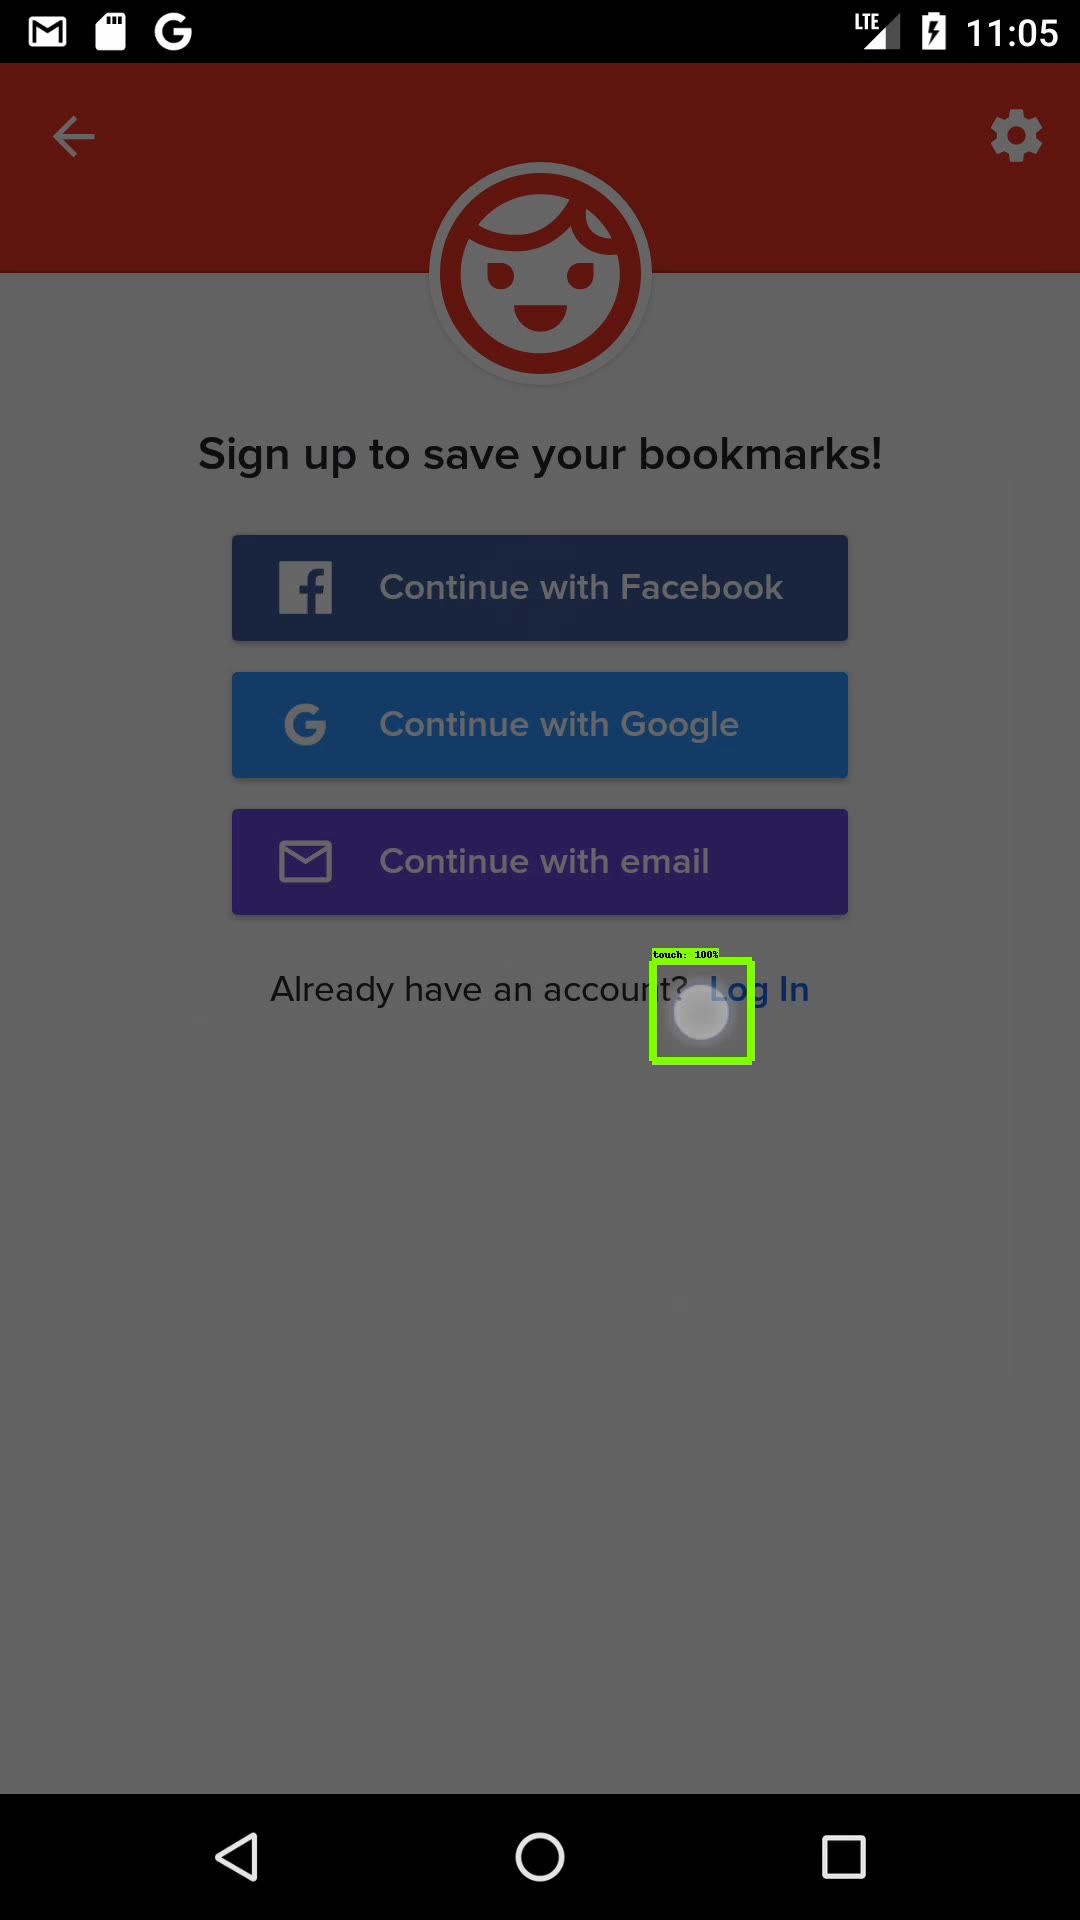 LTE 11:05
Sign up to save your bookmarks!
Continue with Facebook
Continue with Google
Continue with email
touch: 100%
Already have an account? Log In